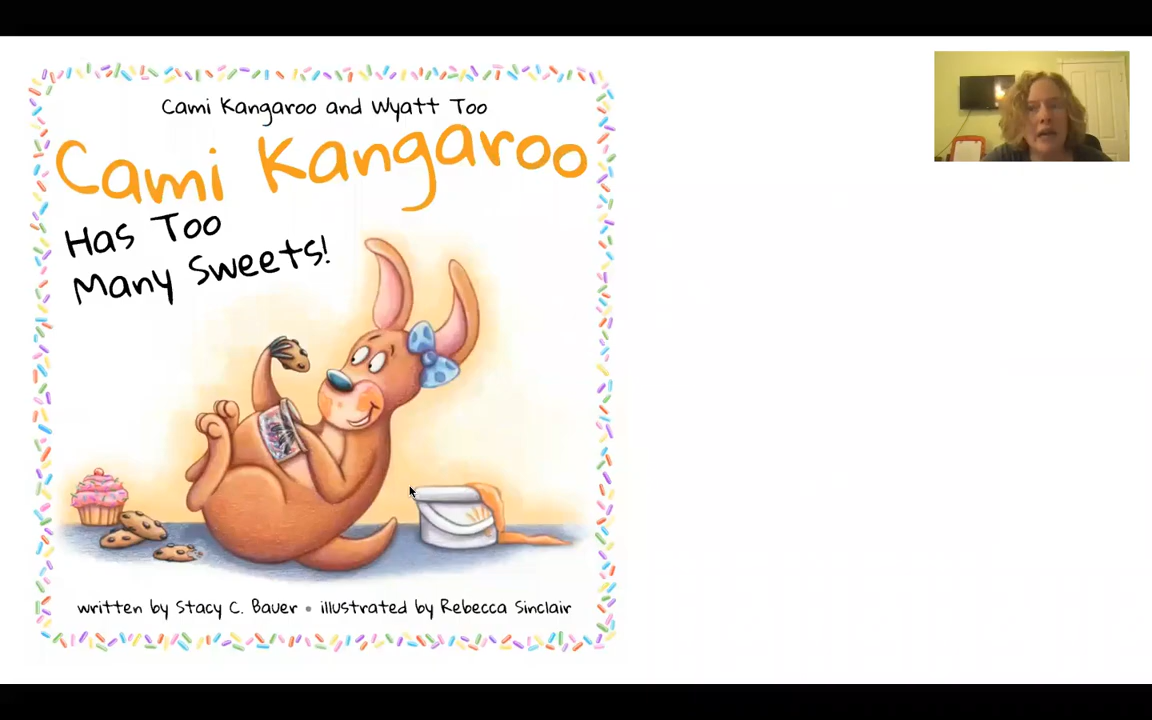 Cami Kangaroo and Wyatt Too
Cami Kangaroo
Has Too
Many Sweets!
written by Stacy C. Bauer • illustrated by Rebecca Sinclair